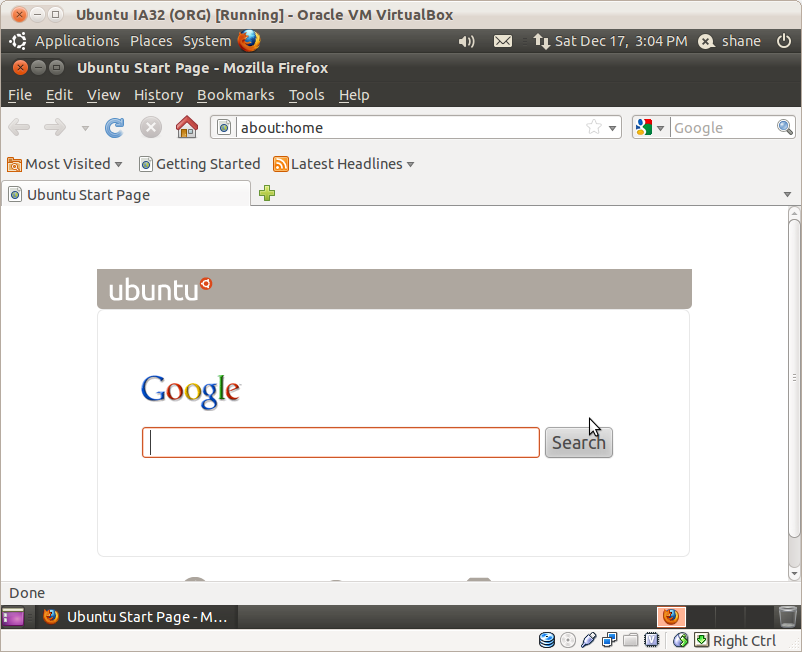 Ubuntu IA32 (ORG) [Running] - Oracle VM VirtualBox
Applications Places System Sat Dec 17, 3:04 PM shane
Ubuntu Start Page - Mozilla Firefox
File Edit View History Bookmarks Tools Help
about:home Google
Most Visited Getting Started Latest Headlines
Ubuntu Start Page
ubuntu
Google
Search
Done
Ubuntu Start Page - M...
Right Ctrl